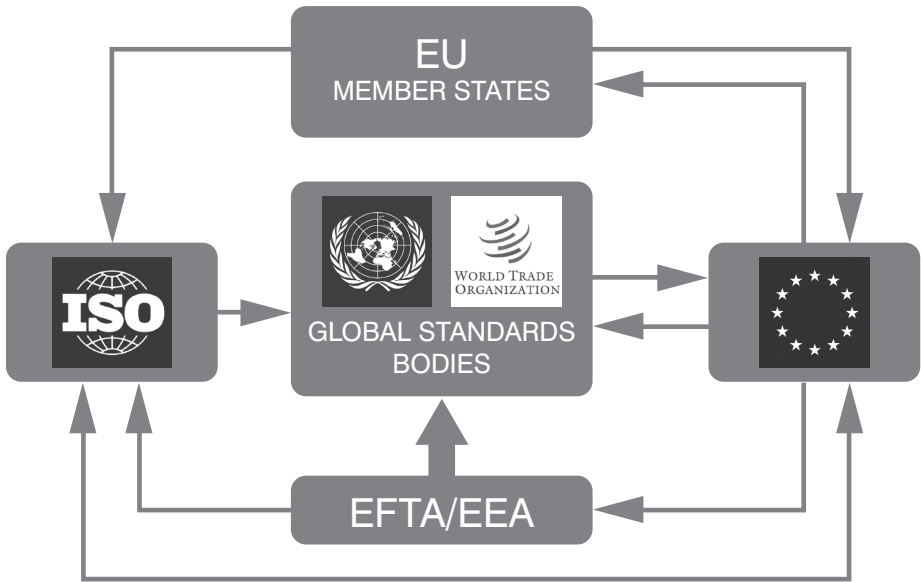 EU
MEMBER STATES
WORLD TRADE
ORGANIZATION
ISO
GLOBAL STANDARDS
BODIES
EFTA/EEA